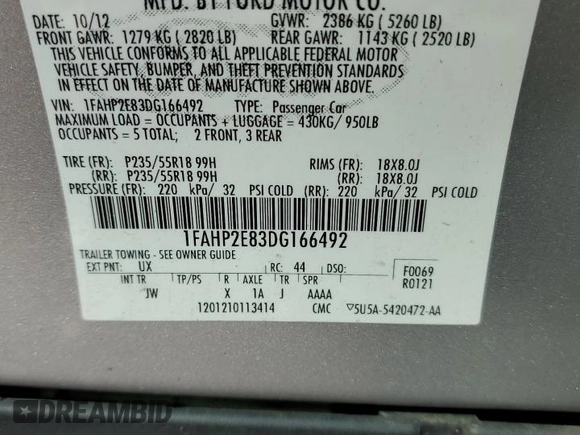 MFD. BY FORD MOTOR CO.
DATE: 10/12 GVWR: 2386 KG ( 5260 LB)
FRONT GAWR: 1279 KG ( 2820 LB) REAR GAWR: 1143 KG ( 2520 LB)
THIS VEHICLE CONFORMS TO ALL APPLICABLE FEDERAL MOTOR
VEHICLE SAFETY, BUMPER, AND THEFT PREVENTION STANDARDS
IN EFFECT ON THE DATE OF MANUFACTURE SHOWN ABOVE.
VIN: 1FAHP2E83DG166492 TYPE: Passenger Car
MAXIMUM LOAD = OCCUPANTS + LUGGAGE = 430KG/ 950LB
OCCUPANTS = 5 TOTAL; 2 FRONT, 3 REAR
TIRE (FR): P235/55R18 99H RIMS (FR): 18X8.0J
(RR): P235/55R18 99H (RR): 18X8.0J
PRESSURE (FR): 220 kPa/ 32 PSI COLD (RR): 220 kPa/ 32 PSI COLD
1FAHP2E83DG166492
TRAILER TOWING - SEE OWNER GUIDE
EXT PNT: UX RC: 44 DSO: F0069
INT TR TP/PS R AXLE TR SPR R0121
JW X 1A J AAAA
1201210113414 CMC ▽5U5A-5420472-AA
DREAMBID